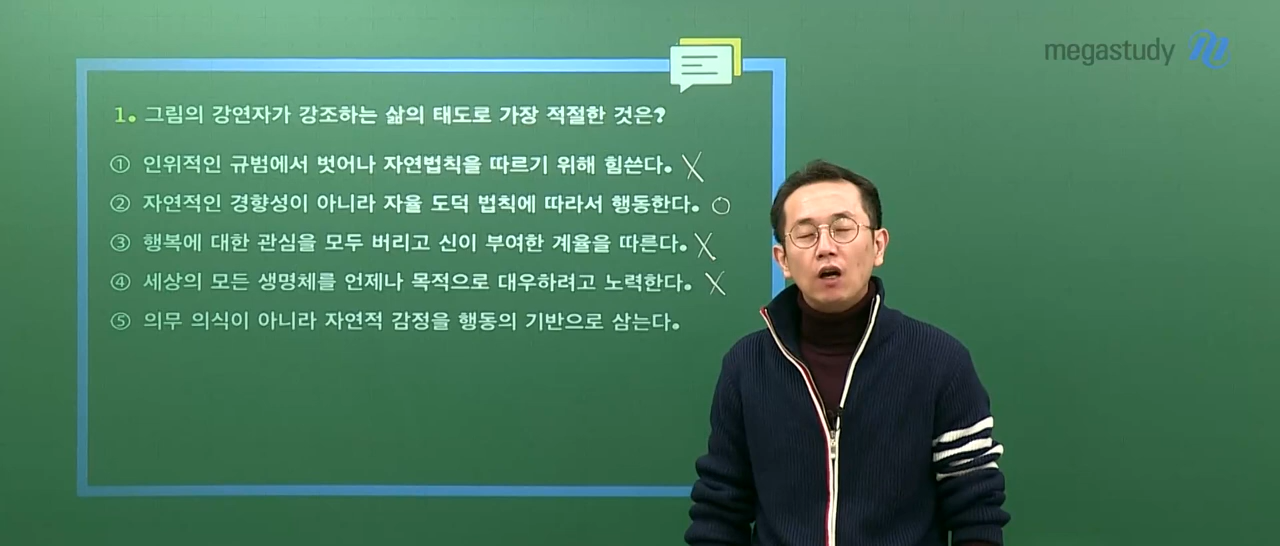 megastudy
1. 그림의 강연자가 강조하는 삶의 태도로 가장 적절한 것은?
① 인위적인 규범에서 벗어나 자연법칙을 따르기 위해 힘쓴다.
② 자연적인 경향성이 아니라 자율 도덕 법칙에 따라서 행동한다.
③ 행복에 대한 관심을 모두 버리고 신이 부여한 계율을 따른다.
④ 세상의 모든 생명체를 언제나 목적으로 대우하려고 노력한다.
⑤ 의무 의식이 아니라 자연적 감정을 행동의 기반으로 삼는다.